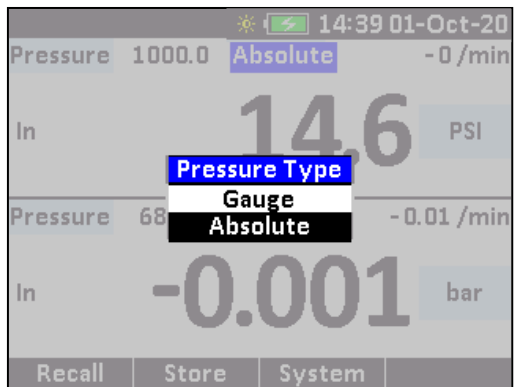 14:39 01-Oct-20
Pressure 1000.0 Absolute -0 /min
In 14.6 PSI
Pressure Type
Gauge
Absolute
Pressure 68 -0.01 /min
In -0.001 bar
Recall Store System